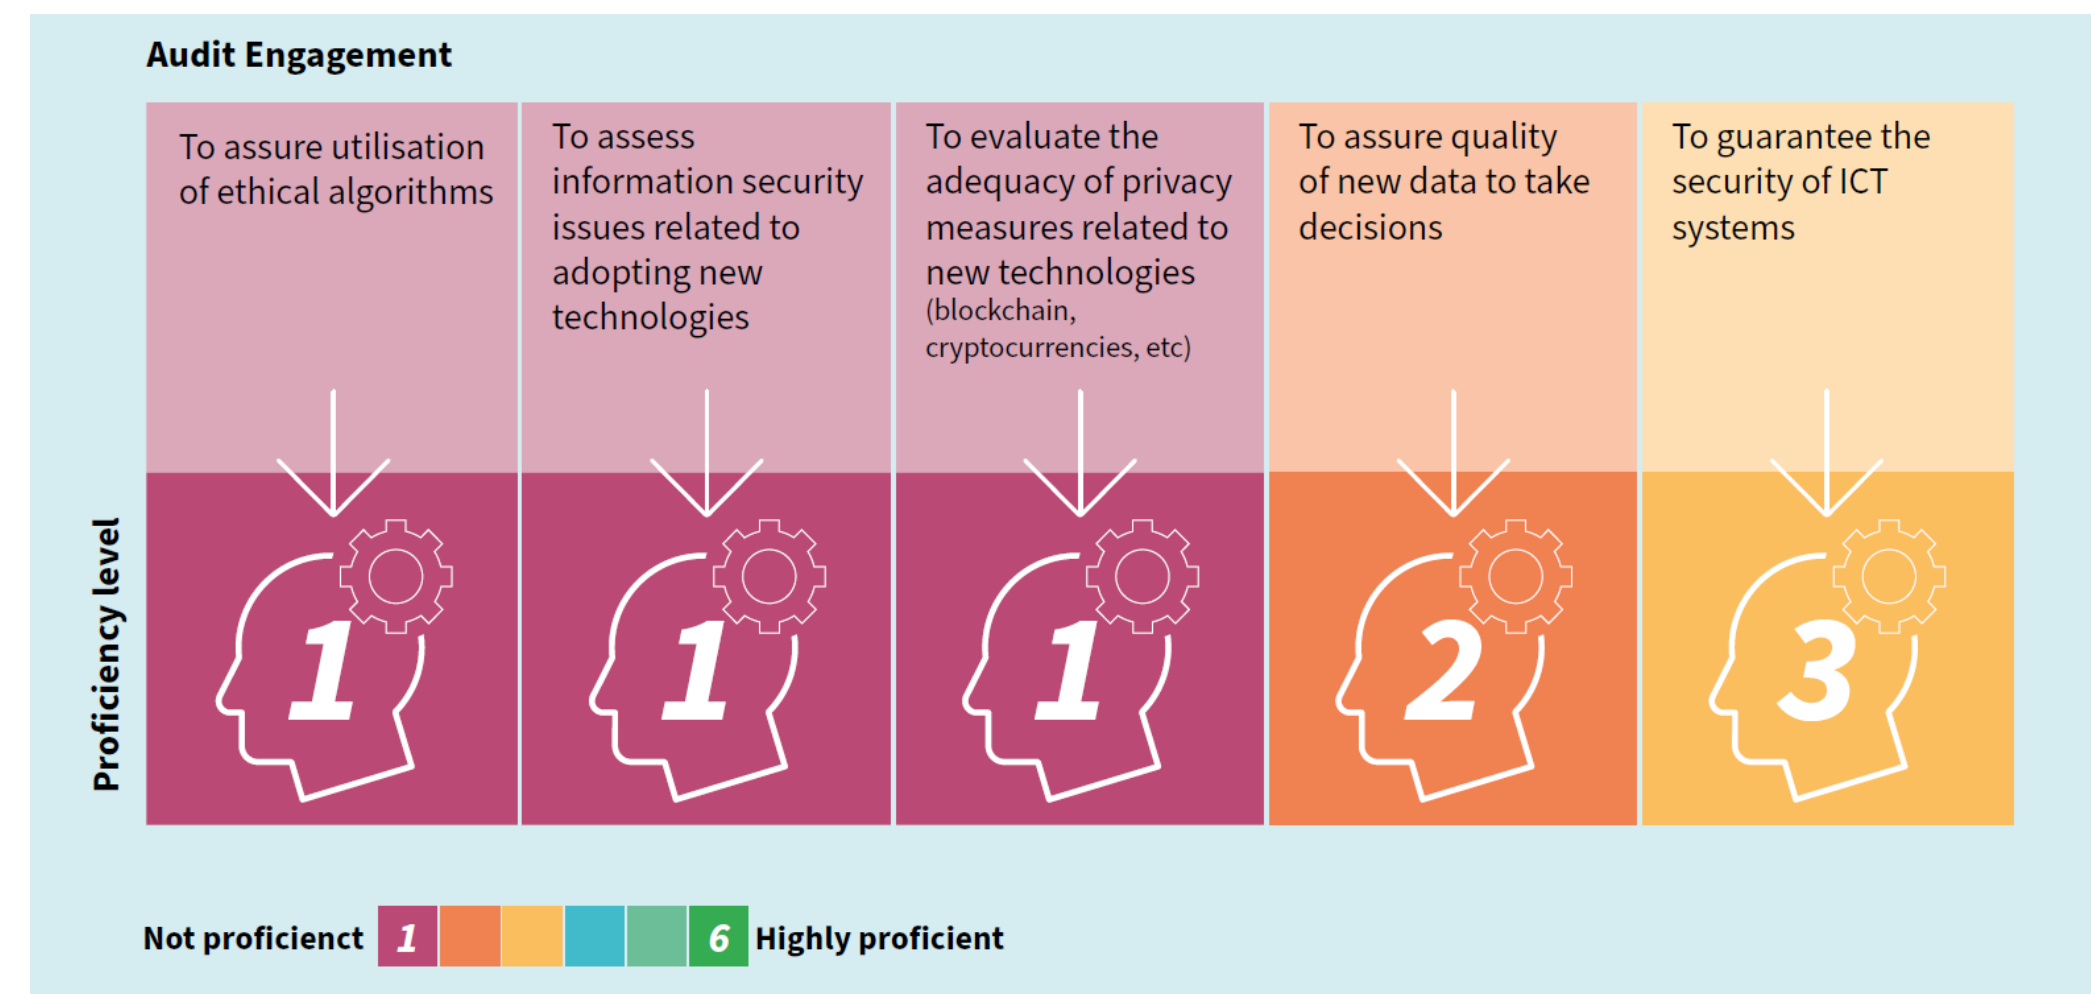 Audit Engagement
To assure utilisation
of ethical algorithms
To assess
information security
issues related to
adopting new
technologies
To evaluate the
adequacy of privacy
measures related to
new technologies
(blockchain,
cryptocurrencies, etc)
To assure quality
of new data to take
decisions
To guarantee the
security of ICT
systems
Proficiency level
1
1
1
2
3
Not proficienct 1 6 Highly proficient